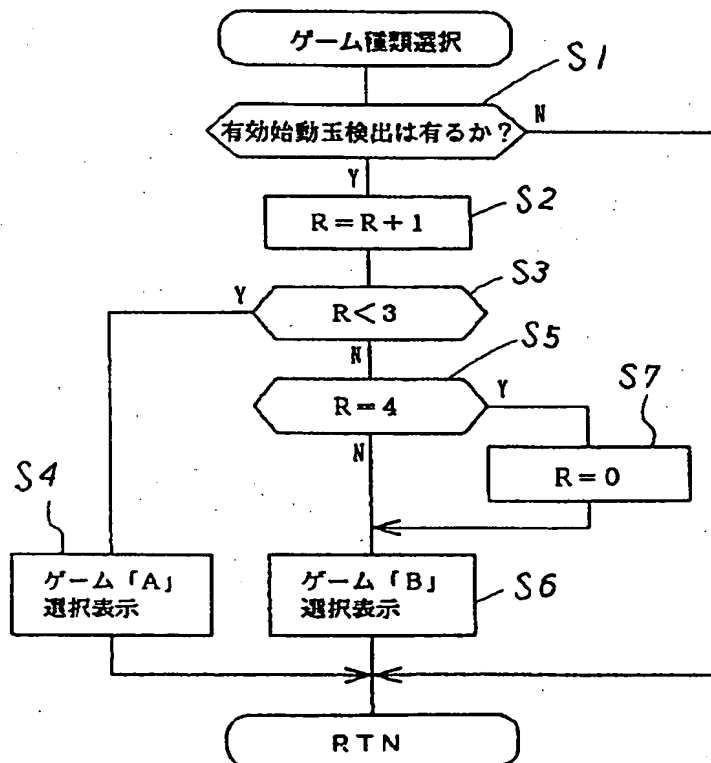 ゲーム種類選択
S1
有効始動玉検出は有るか？
N
Y
S2
R＝R＋1
S3
Y
R＜3
N
S5
R＝4
Y
S7
N
R＝0
S4
ゲーム「A」
選択表示
ゲーム「B」
選択表示
S6
RTN